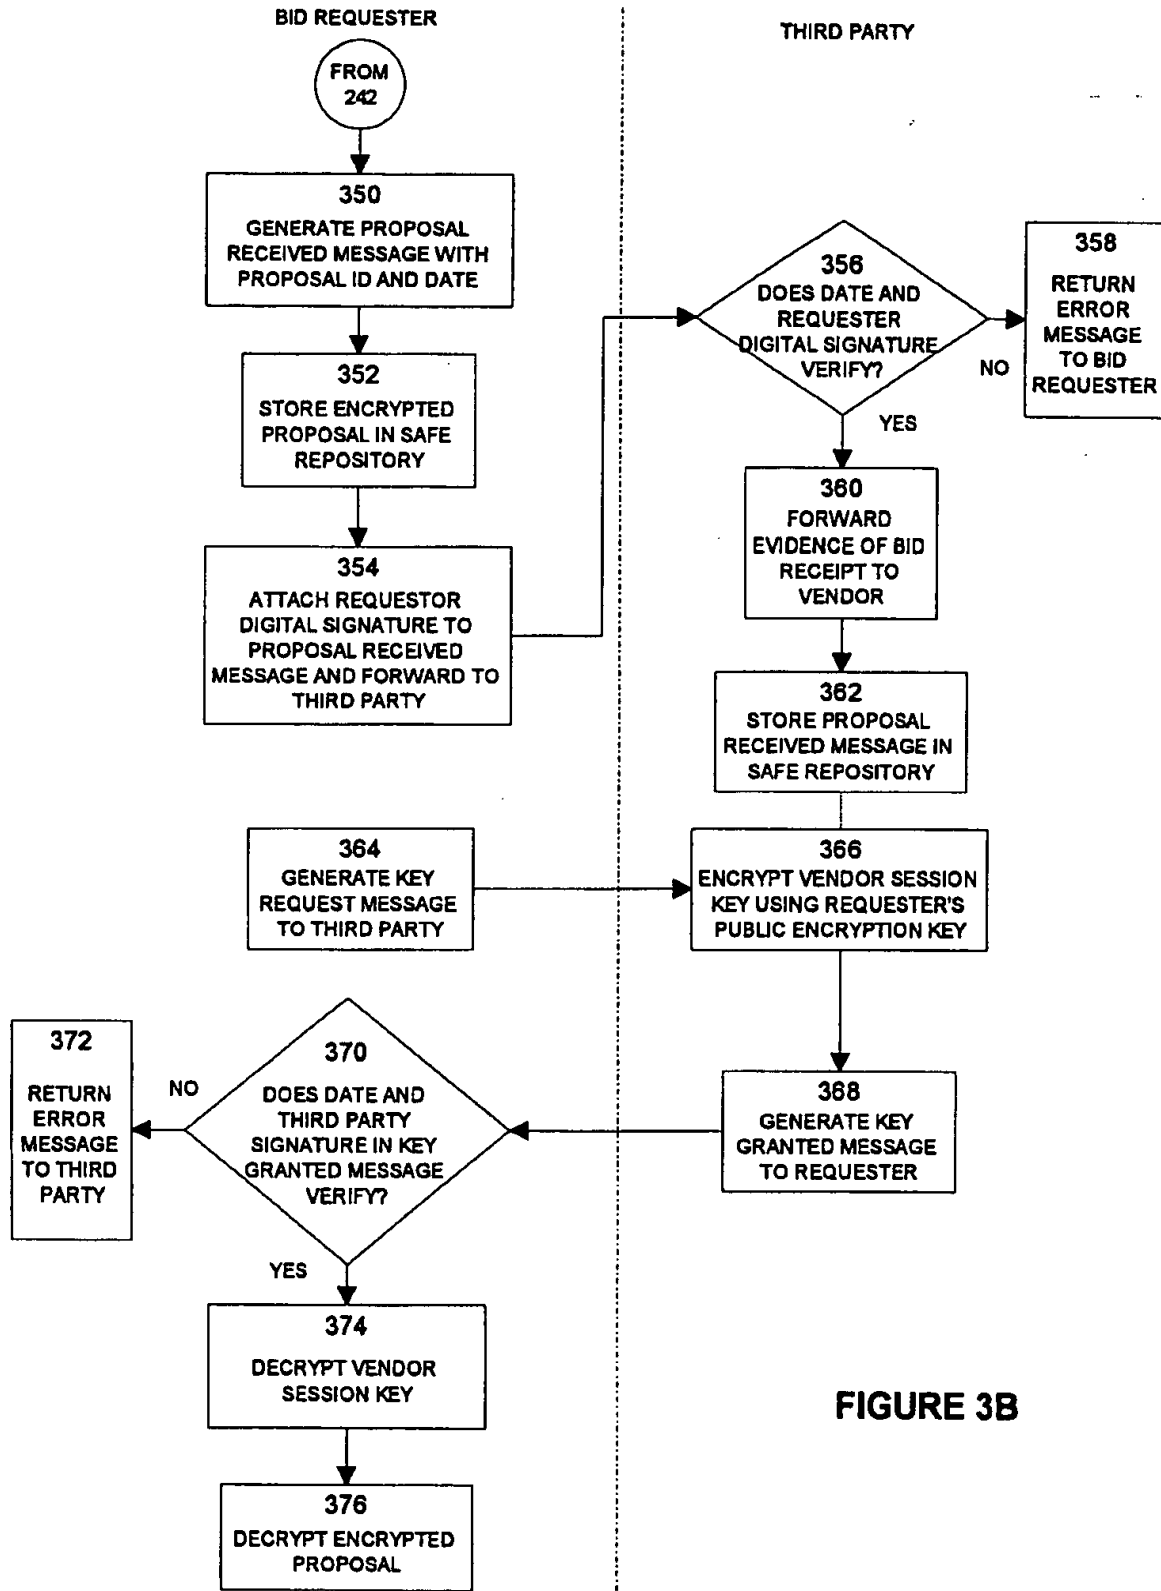 BID REQUESTER
THIRD PARTY
FROM
242
350
GENERATE PROPOSAL
RECEIVED MESSAGE WITH
PROPOSAL ID AND DATE
352
STORE ENCRYPTED
PROPOSAL IN SAFE
REPOSITORY
354
ATTACH REQUESTOR
DIGITAL SIGNATURE TO
PROPOSAL RECEIVED
MESSAGE AND FORWARD TO
THIRD PARTY
356
DOES DATE AND
REQUESTER
DIGITAL SIGNATURE
VERIFY?
NO
YES
358
RETURN
ERROR
MESSAGE
TO BID
REQUESTER
360
FORWARD
EVIDENCE OF BID
RECEIPT TO
VENDOR
362
STORE PROPOSAL
RECEIVED MESSAGE IN
SAFE REPOSITORY
364
GENERATE KEY
REQUEST MESSAGE
TO THIRD PARTY
366
ENCRYPT VENDOR SESSION
KEY USING REQUESTER'S
PUBLIC ENCRYPTION KEY
368
GENERATE KEY
GRANTED MESSAGE
TO REQUESTER
370
DOES DATE AND
THIRD PARTY
SIGNATURE IN KEY
GRANTED MESSAGE
VERIFY?
NO
YES
372
RETURN
ERROR
MESSAGE
TO THIRD
PARTY
374
DECRYPT VENDOR
SESSION KEY
376
DECRYPT ENCRYPTED
PROPOSAL
FIGURE 3B